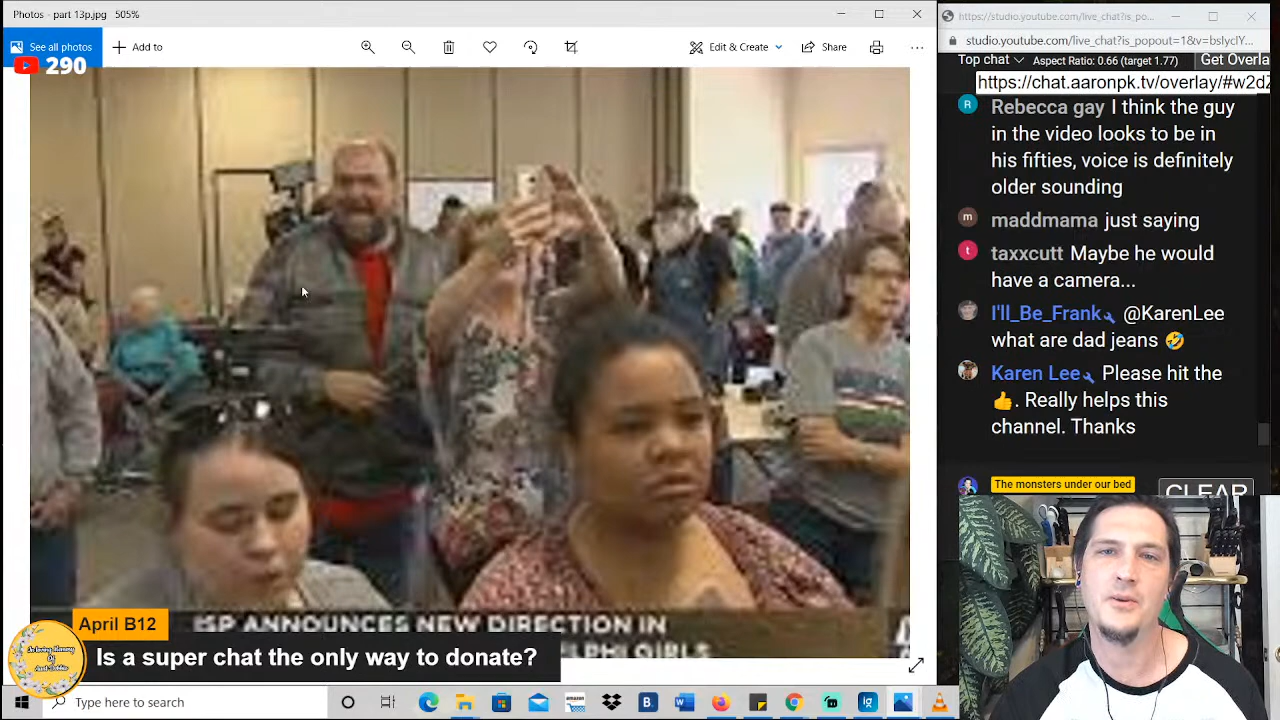 Photos - part 13p.jpg   505%
See all photos
Add to
Edit & Create
Share
290
https://studio.youtube.com/live_chat?is_po...
studio.youtube.com/live_chat?is_popout=1&v=bslyclY...
Top chat
Aspect Ratio: 0.66 (target 1.77)
Get Overla
https://chat.aaronpk.tv/overlay/#w2dZ
R
Rebecca gay I think the guy
in the video looks to be in
his fifties, voice is definitely
older sounding
m
maddmama just saying
t
taxxcutt Maybe he would
have a camera...
I'll_Be_Frank @KarenLee
what are dad jeans 🤣
Karen Lee Please hit the
👍. Really helps this
channel. Thanks
The monsters under our bed
CLEAR
ISP ANNOUNCES NEW DIRECTION IN
ELPHI GIRLS
April B12
Is a super chat the only way to donate?
Type here to search
amazon
B